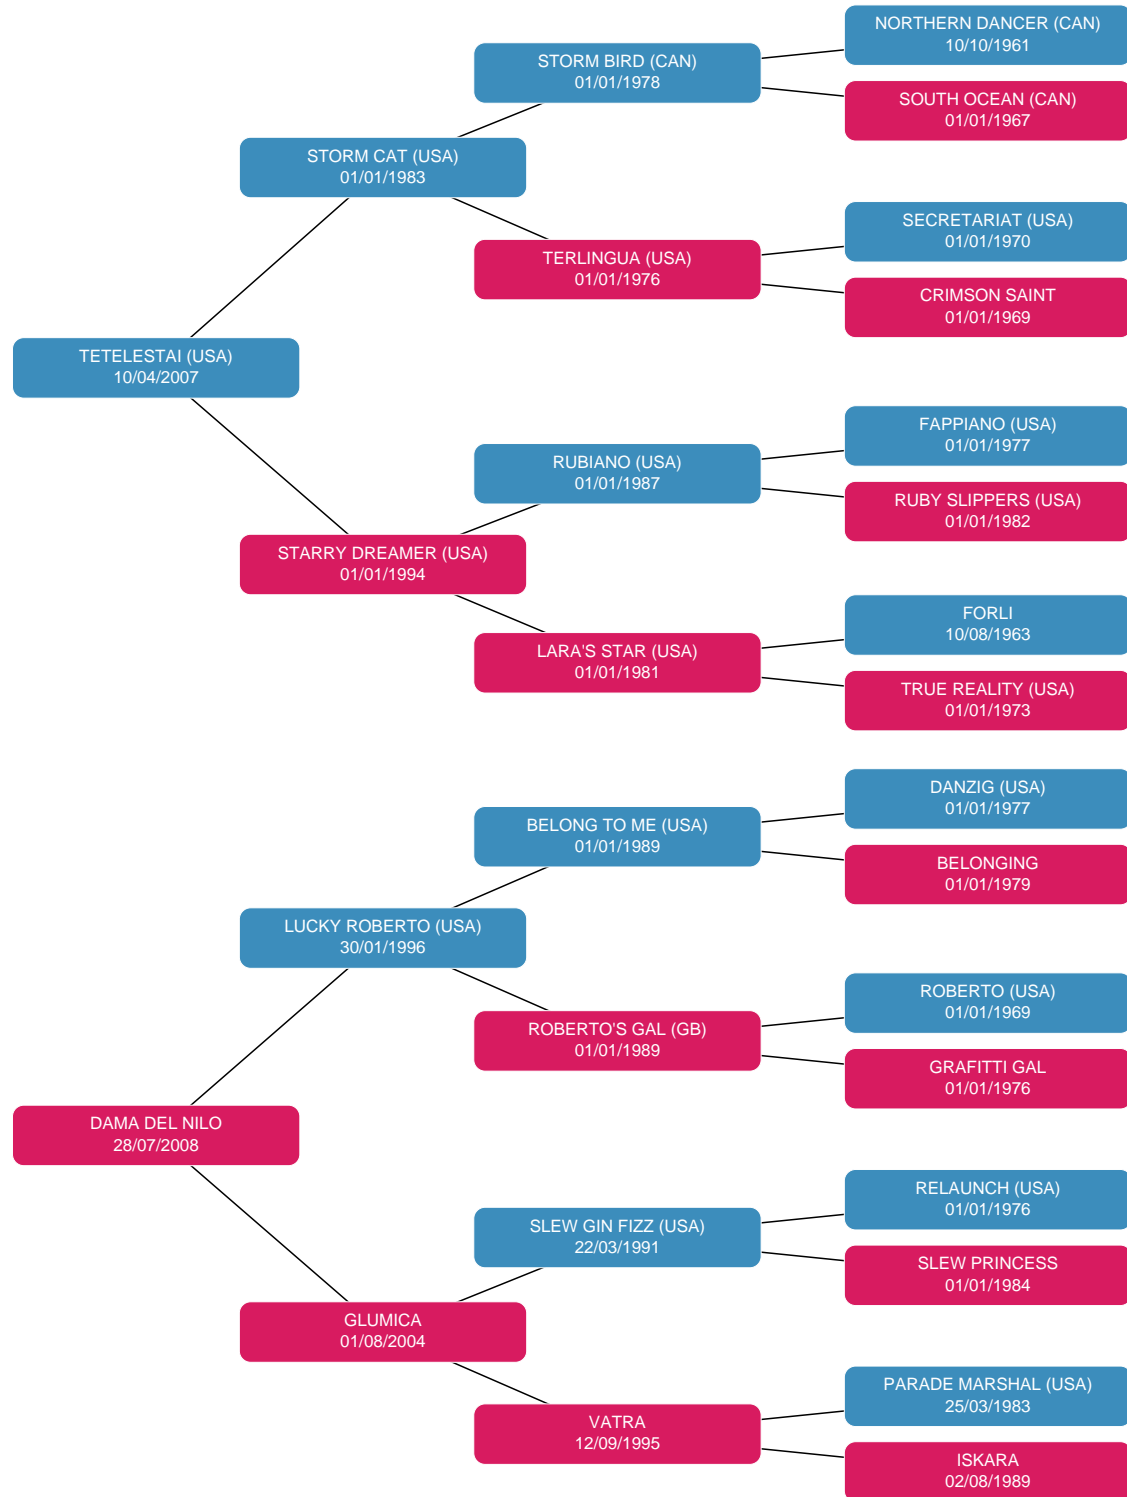 NORTHERN DANCER (CAN)
10/10/1961
STORM BIRD (CAN)
01/01/1978
SOUTH OCEAN (CAN)
01/01/1967
STORM CAT (USA)
01/01/1983
SECRETARIAT (USA)
01/01/1970
TERLINGUA (USA)
01/01/1976
CRIMSON SAINT
01/01/1969
TETELESTAI (USA)
10/04/2007
FAPPIANO (USA)
01/01/1977
RUBIANO (USA)
01/01/1987
RUBY SLIPPERS (USA)
01/01/1982
STARRY DREAMER (USA)
01/01/1994
FORLI
10/08/1963
LARA'S STAR (USA)
01/01/1981
TRUE REALITY (USA)
01/01/1973
DANZIG (USA)
01/01/1977
BELONG TO ME (USA)
01/01/1989
BELONGING
01/01/1979
LUCKY ROBERTO (USA)
30/01/1996
ROBERTO (USA)
01/01/1969
ROBERTO'S GAL (GB)
01/01/1989
GRAFITTI GAL
01/01/1976
DAMA DEL NILO
28/07/2008
RELAUNCH (USA)
01/01/1976
SLEW GIN FIZZ (USA)
22/03/1991
SLEW PRINCESS
01/01/1984
GLUMICA
01/08/2004
PARADE MARSHAL (USA)
25/03/1983
VATRA
12/09/1995
ISKARA
02/08/1989